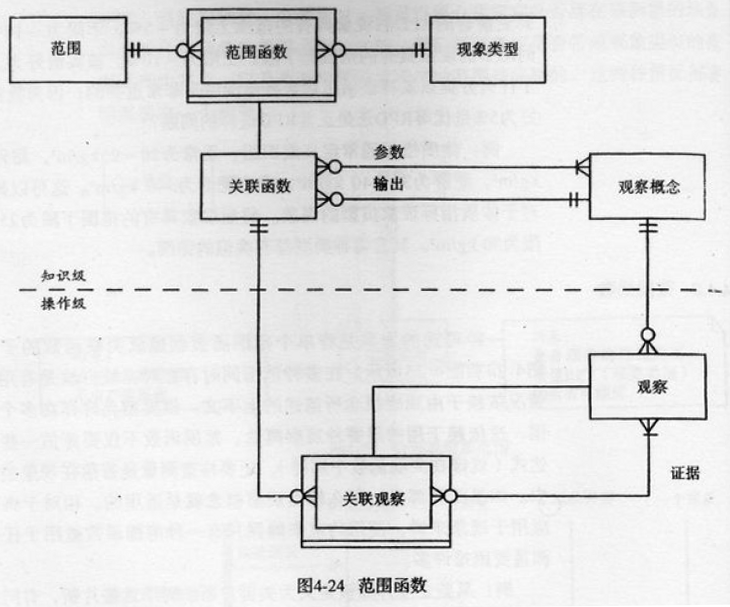 范围
范围函数
现象类型
关联函数
参数
输出
观察概念
知识级
操作级
观察
证据
关联观察
图4-24 范围函数